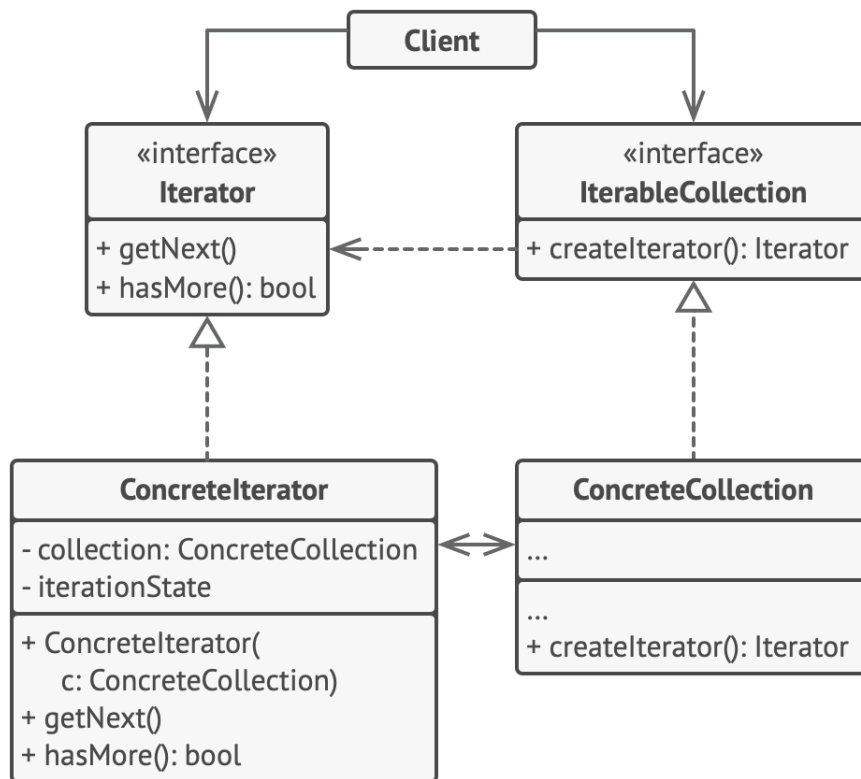 Client
«interface»
Iterator
+ getNext()
+ hasMore(): bool
«interface»
IterableCollection
+ createIterator(): Iterator
ConcreteIterator
- collection: ConcreteCollection
- iterationState
+ ConcreteIterator(
c: ConcreteCollection)
+ getNext()
+ hasMore(): bool
ConcreteCollection
...
...
+ createIterator(): Iterator